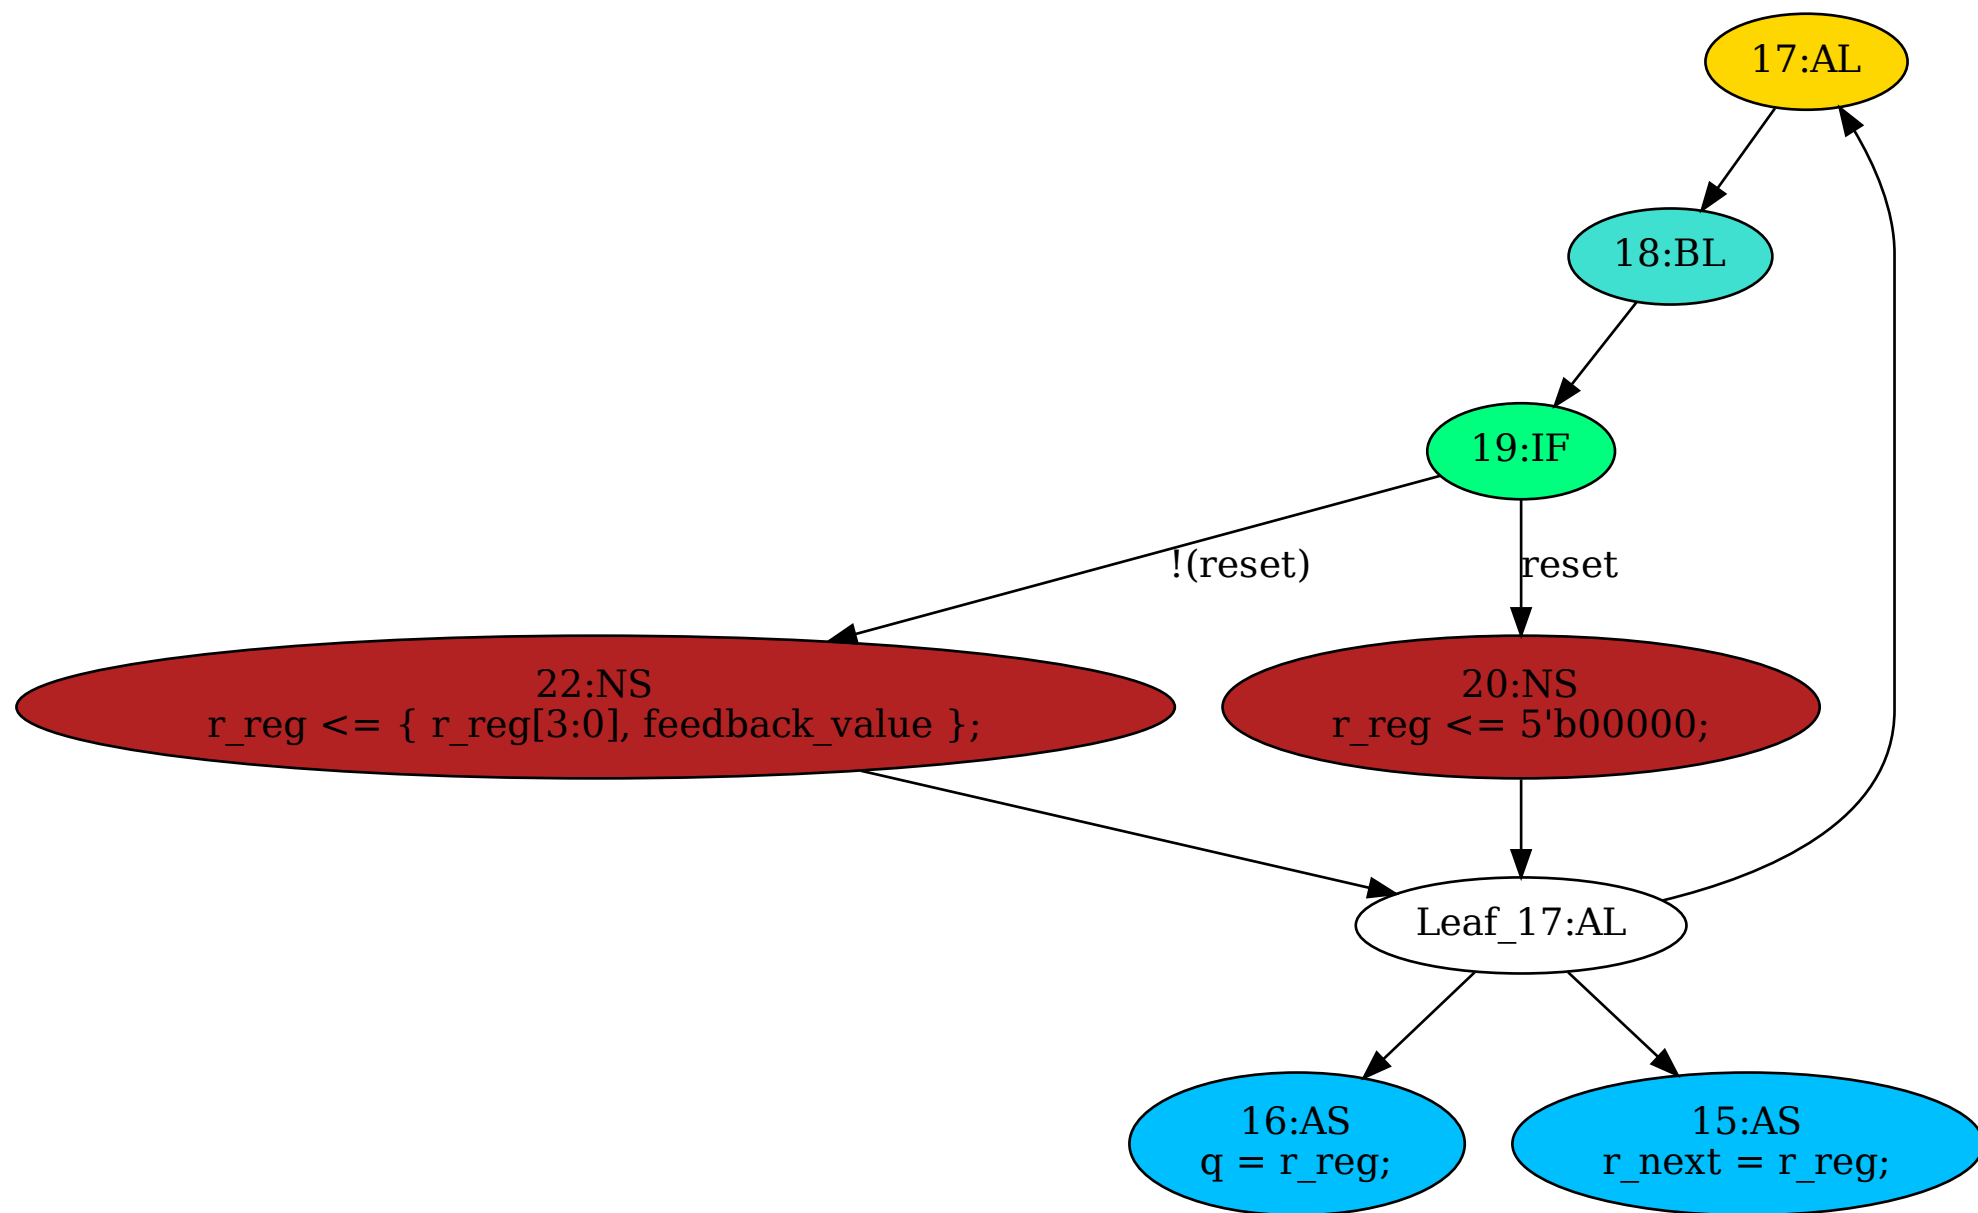 17:AL
18:BL
19:IF
!(reset)
reset
22:NS
r_reg <= { r_reg[3:0], feedback_value };
20:NS
r_reg <= 5'b00000;
Leaf_17:AL
16:AS
q = r_reg;
15:AS
r_next = r_reg;